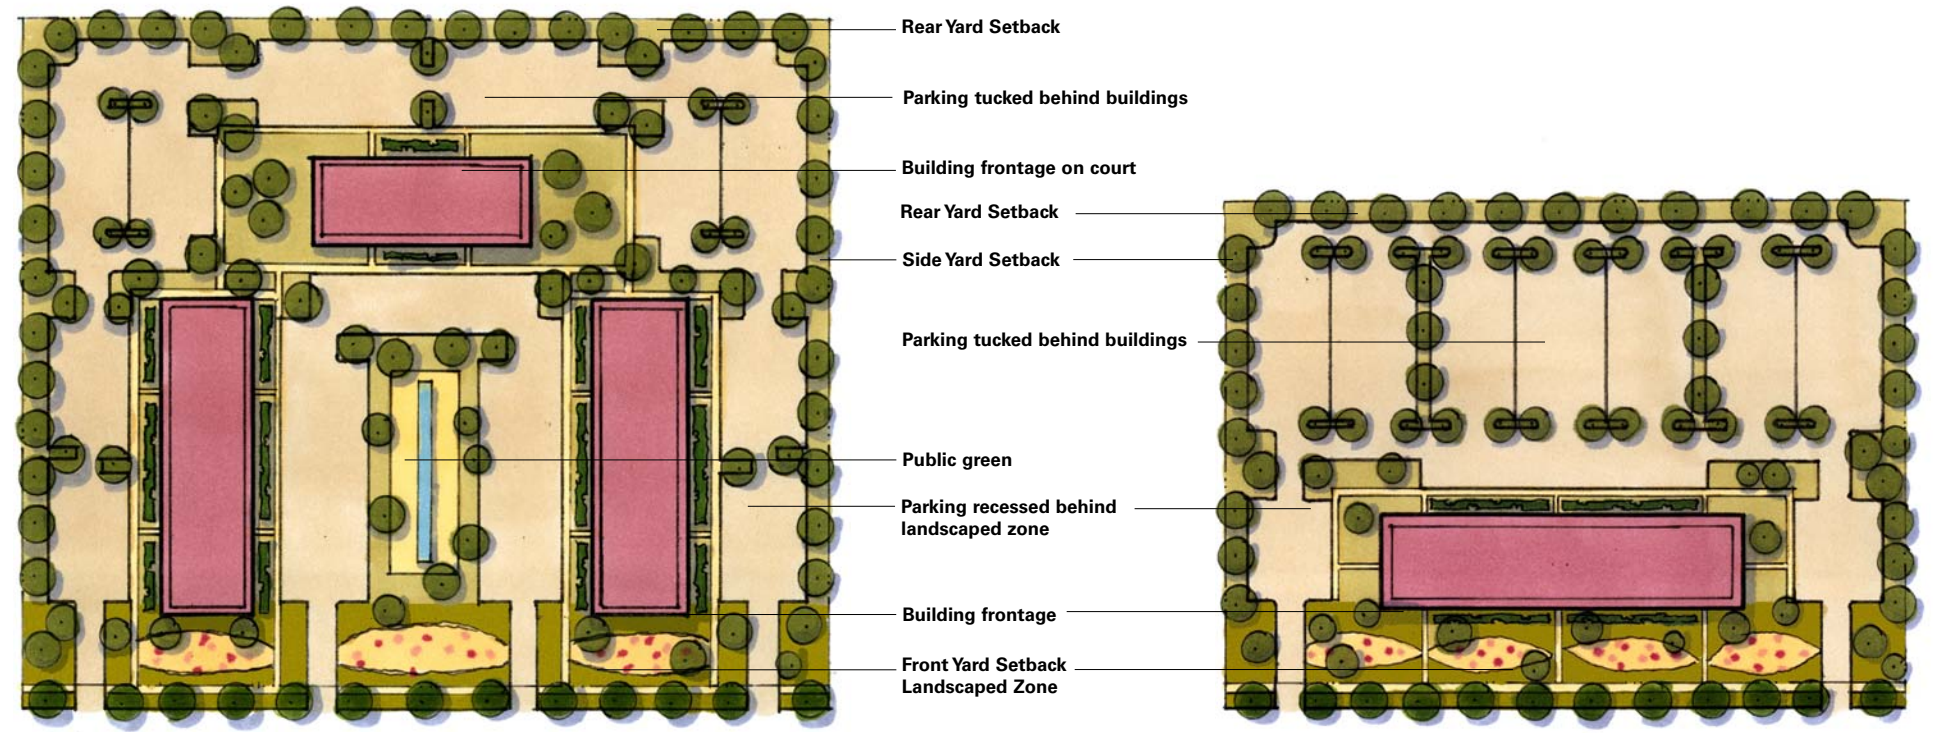 Rear Yard Setback
Parking tucked behind buildings
Building frontage on court
Rear Yard Setback
Side Yard Setback
Parking tucked behind buildings
Public green
Parking recessed behind
landscaped zone
Building frontage
Front Yard Setback
Landscaped Zone